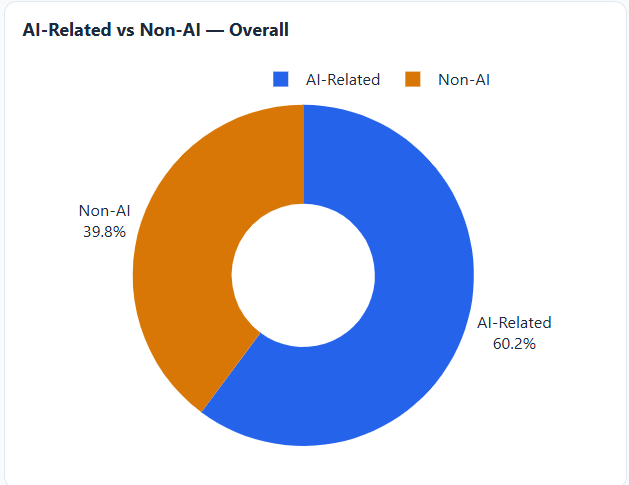 AI-Related vs Non-AI — Overall
AI-Related
Non-AI
Non-AI
39.8%
AI-Related
60.2%